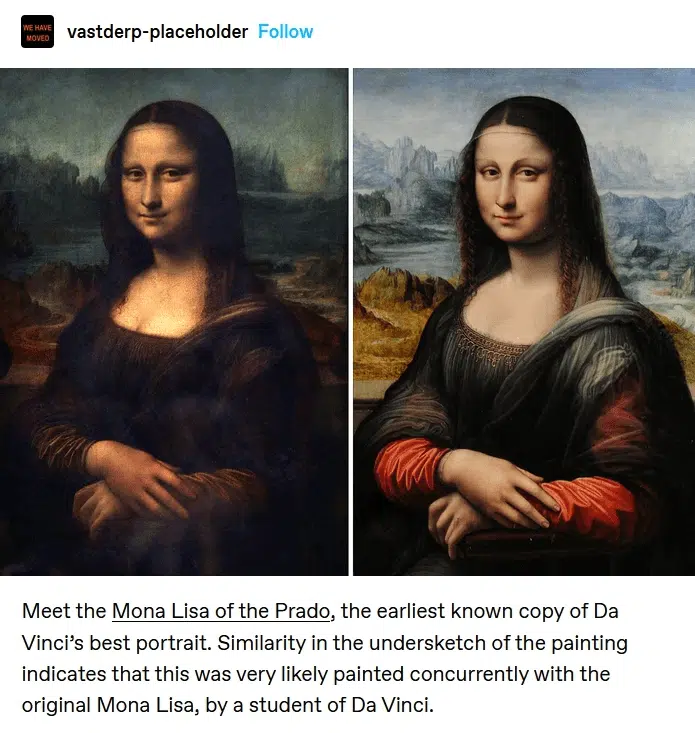 WE HAVE
MOVED
vastderp-placeholder Follow
Meet the Mona Lisa of the Prado, the earliest known copy of Da
Vinci’s best portrait. Similarity in the undersketch of the painting
indicates that this was very likely painted concurrently with the
original Mona Lisa, by a student of Da Vinci.